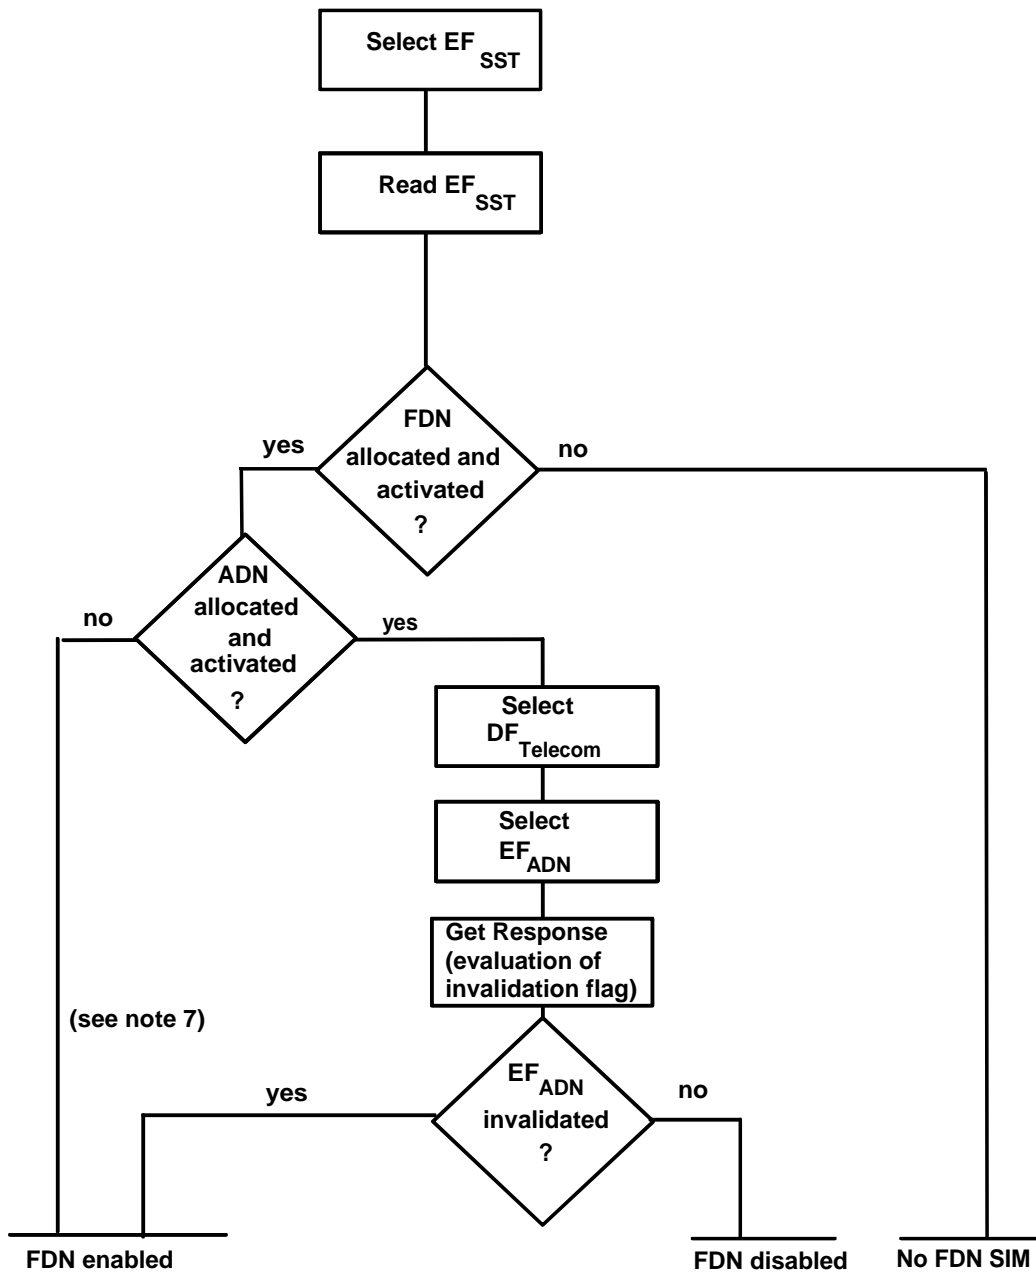 Select EF SST
Read EF SST
FDN
allocated and
activated
?
yes
no
ADN
allocated
and
activated
?
no
yes
Select
DF Telecom
Select
EF ADN
Get Response
(evaluation of
invalidation flag)
(see note 7)
EF ADN
invalidated
?
yes
no
FDN enabled
FDN disabled
No FDN SIM